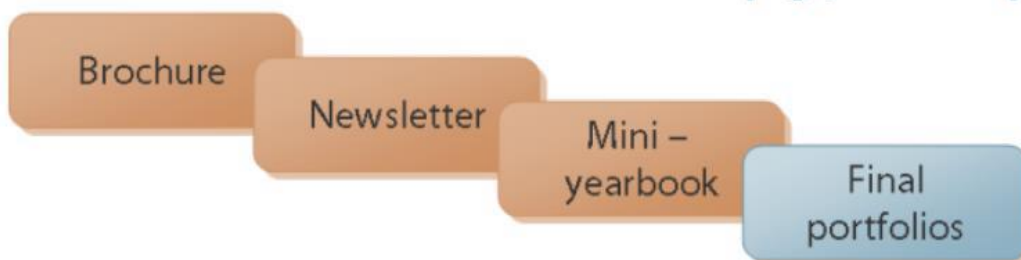 Brochure
Newsletter
Mini –
yearbook
Final
portfolios